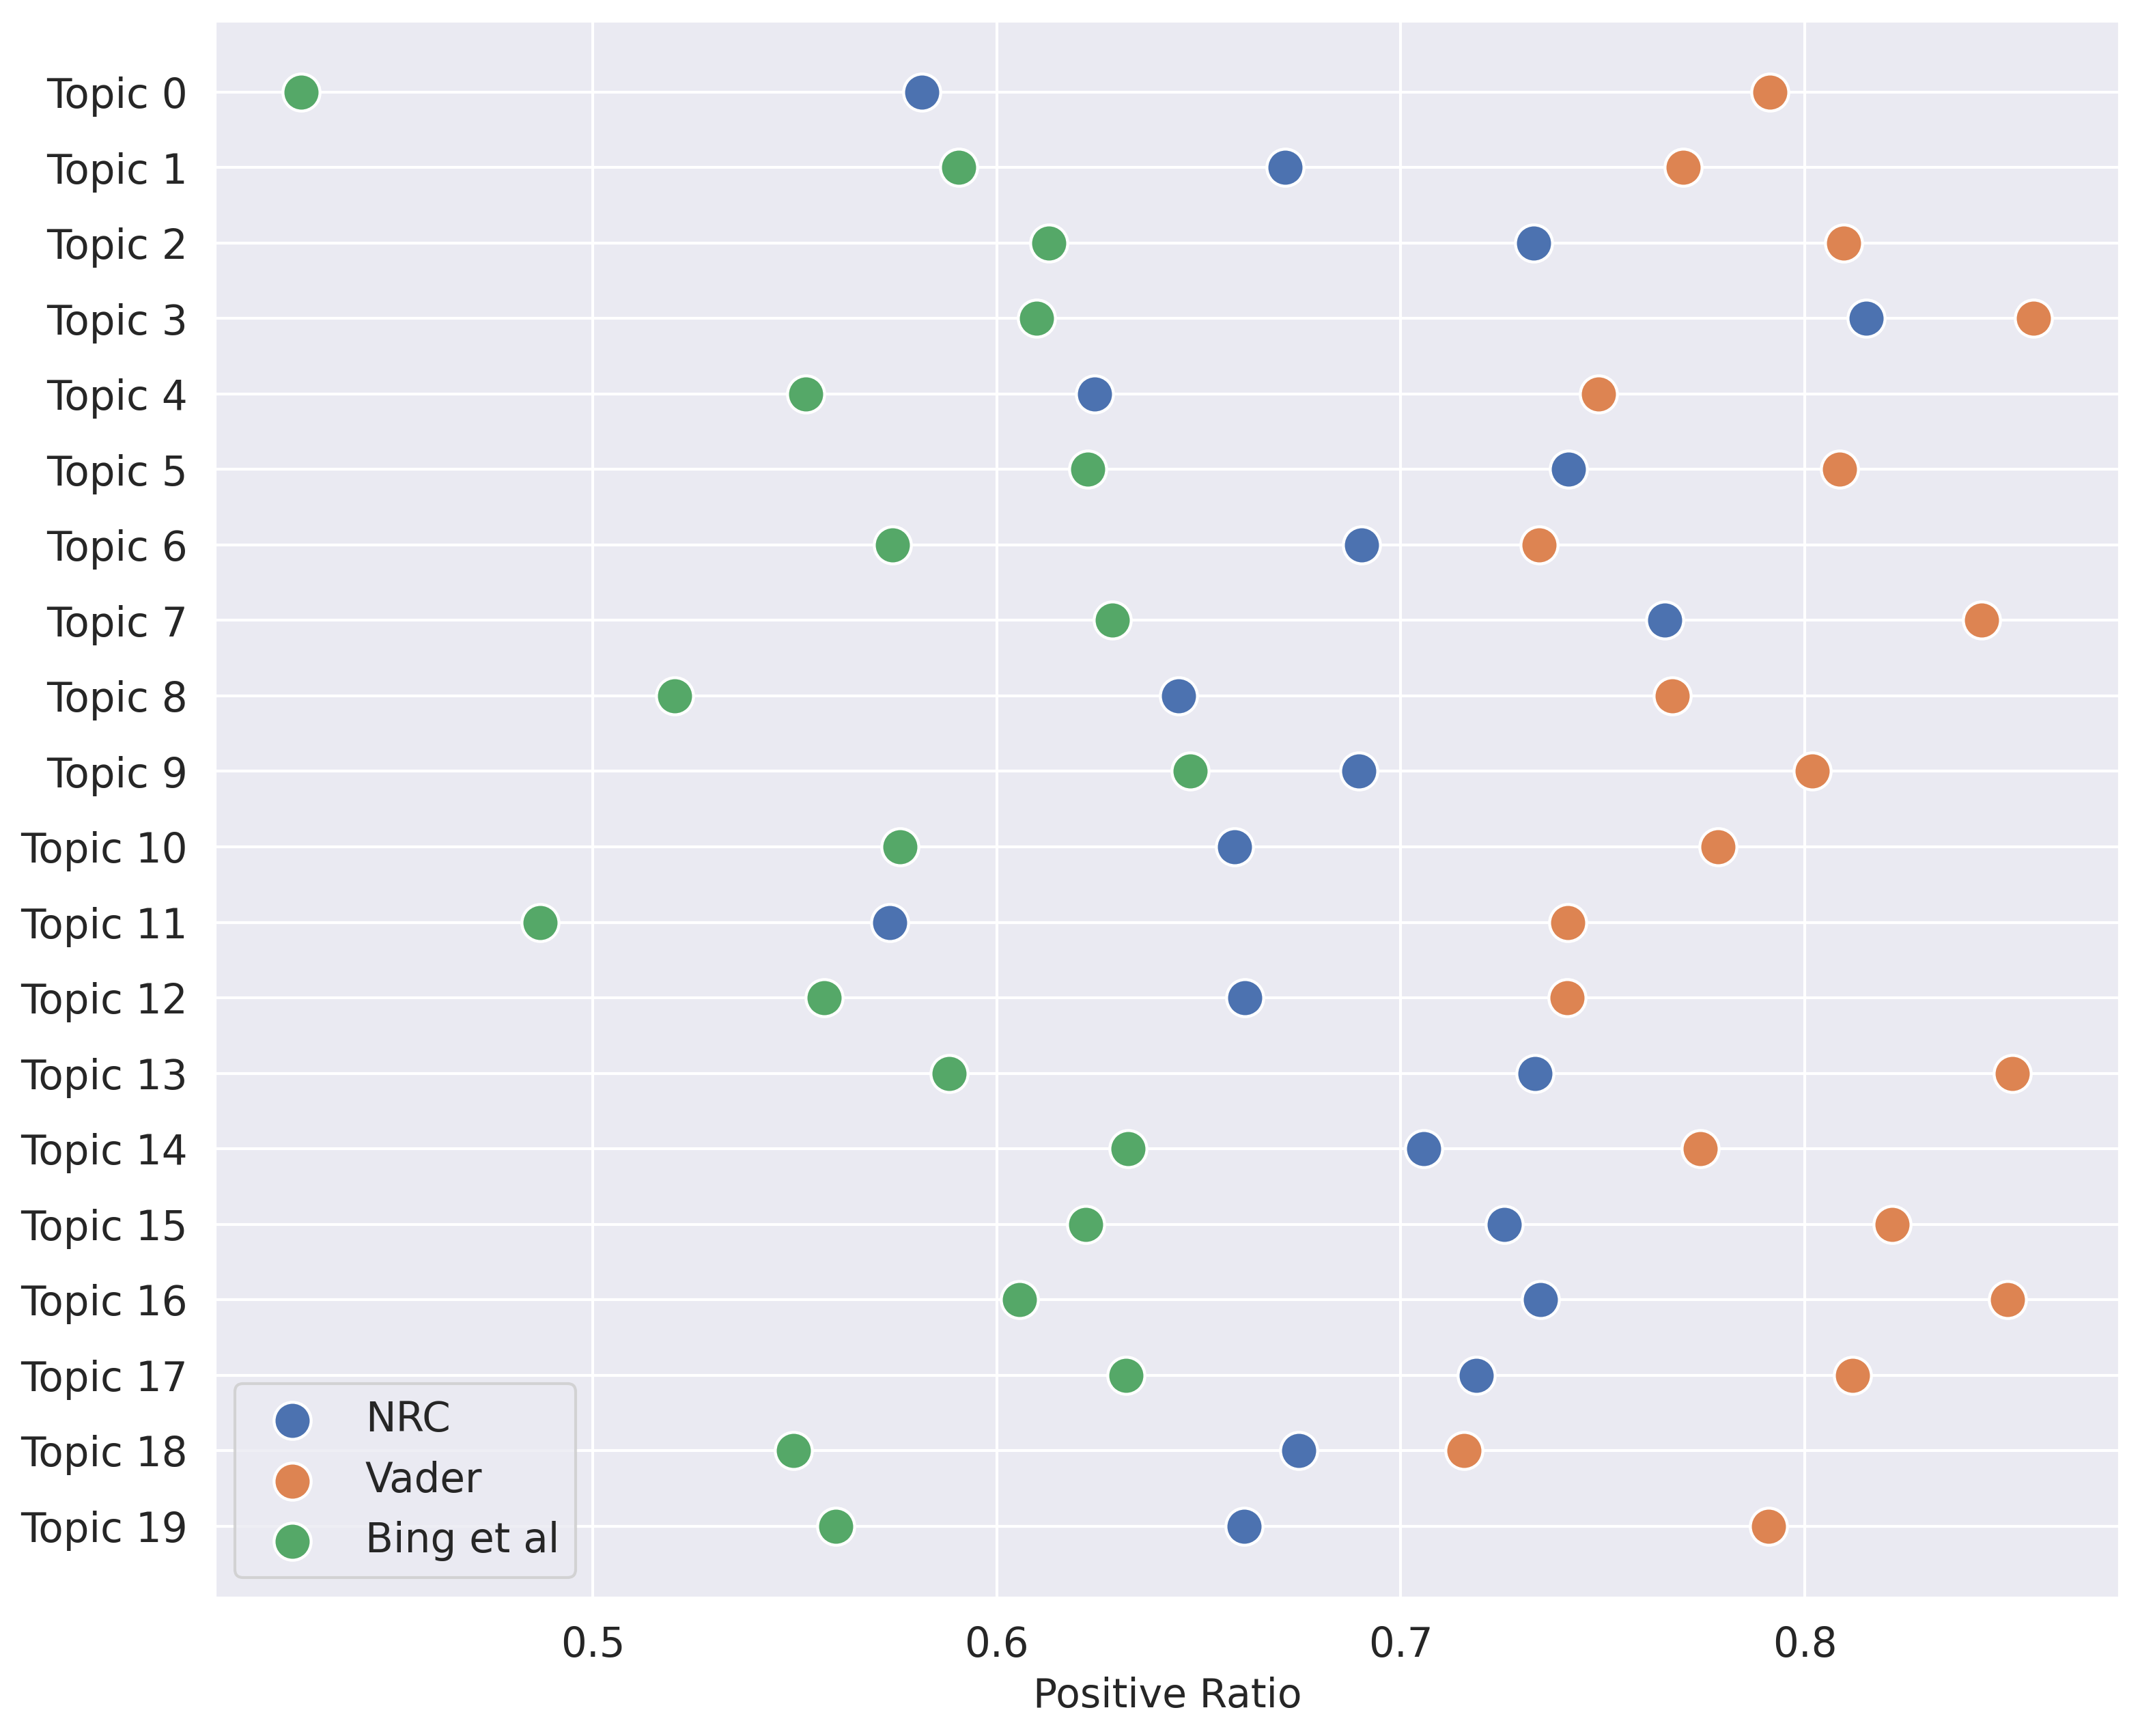 Topic 0
Topic 1
Topic 2
Topic 3
Topic 4
Topic 5
Topic 6
Topic 7
Topic 8
Topic 9
Topic 10
Topic 11
Topic 12
Topic 13
Topic 14
Topic 15
Topic 16
Topic 17
Topic 18
Topic 19
NRC
Vader
Bing et al
0.5 0.6 0.7 0.8
Positive Ratio